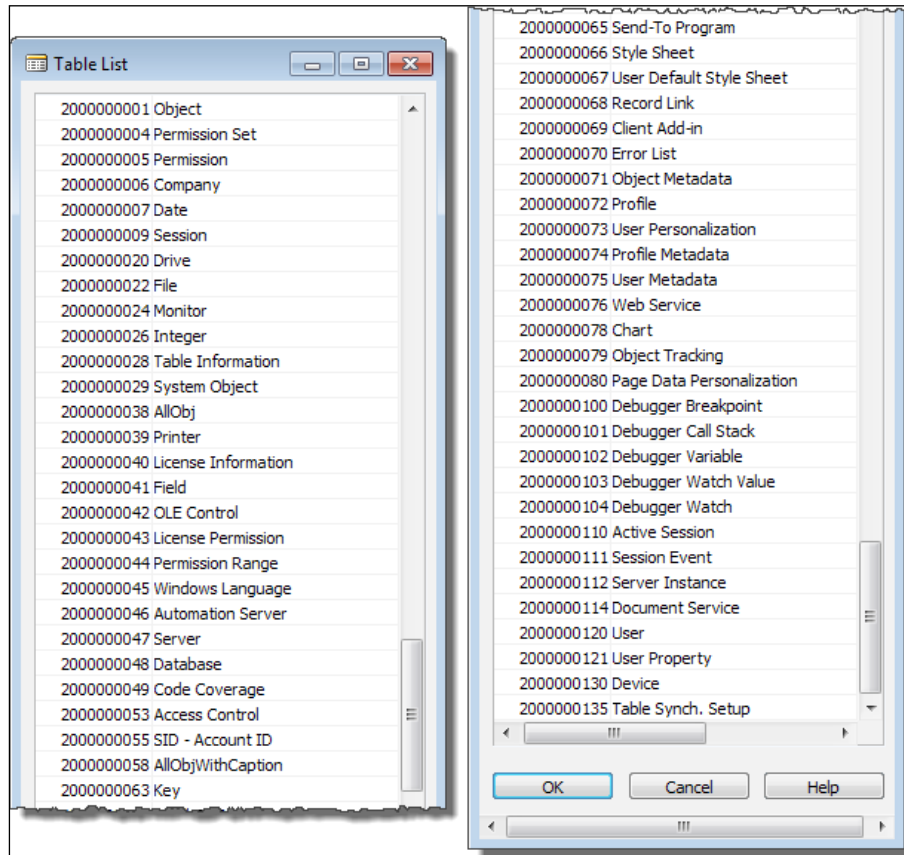 Table List
2000000001 Object
2000000004 Permission Set
2000000005 Permission
2000000006 Company
2000000007 Date
2000000009 Session
2000000020 Drive
2000000022 File
2000000024 Monitor
2000000026 Integer
2000000028 Table Information
2000000029 System Object
2000000038 AllObj
2000000039 Printer
2000000040 License Information
2000000041 Field
2000000042 OLE Control
2000000043 License Permission
2000000044 Permission Range
2000000045 Windows Language
2000000046 Automation Server
2000000047 Server
2000000048 Database
2000000049 Code Coverage
2000000053 Access Control
2000000055 SID - Account ID
2000000058 AllObjWithCaption
2000000063 Key
2000000065 Send-To Program
2000000066 Style Sheet
2000000067 User Default Style Sheet
2000000068 Record Link
2000000069 Client Add-in
2000000070 Error List
2000000071 Object Metadata
2000000072 Profile
2000000073 User Personalization
2000000074 Profile Metadata
2000000075 User Metadata
2000000076 Web Service
2000000078 Chart
2000000079 Object Tracking
2000000080 Page Data Personalization
2000000100 Debugger Breakpoint
2000000101 Debugger Call Stack
2000000102 Debugger Variable
2000000103 Debugger Watch Value
2000000104 Debugger Watch
2000000110 Active Session
2000000111 Session Event
2000000112 Server Instance
2000000114 Document Service
2000000120 User
2000000121 User Property
2000000130 Device
2000000135 Table Synch. Setup
OK Cancel Help